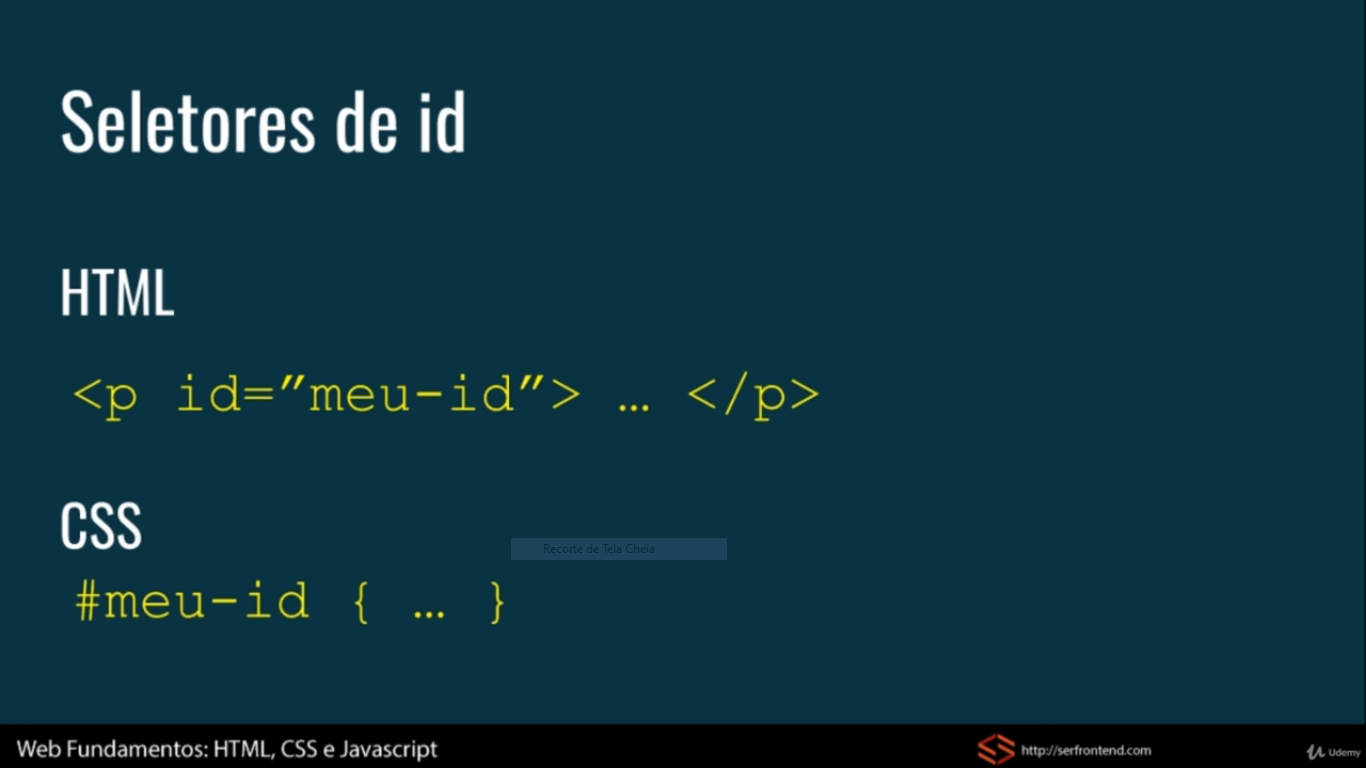 Seletores de id
HTML
<p id=”meu-id”> … </p>
CSS
Recorte de Tela Cheia
#meu-id { … }
Web Fundamentos: HTML, CSS e Javascript
http://serfrontend.com
Udemy